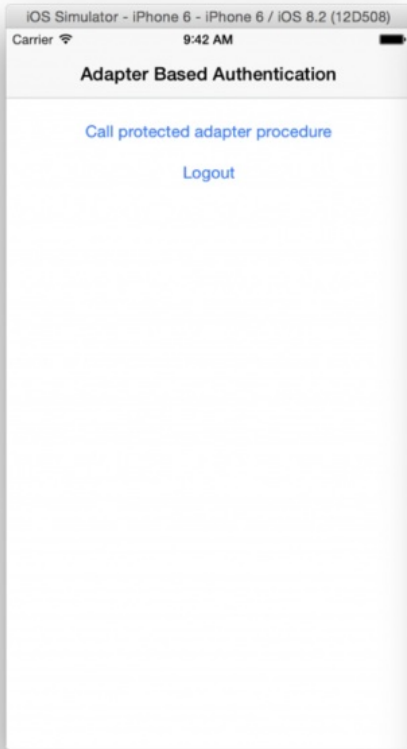 iOS Simulator - iPhone 6 - iPhone 6 / iOS 8.2 (12D508)
Carrier 9:42 AM
Adapter Based Authentication
Call protected adapter procedure
Logout